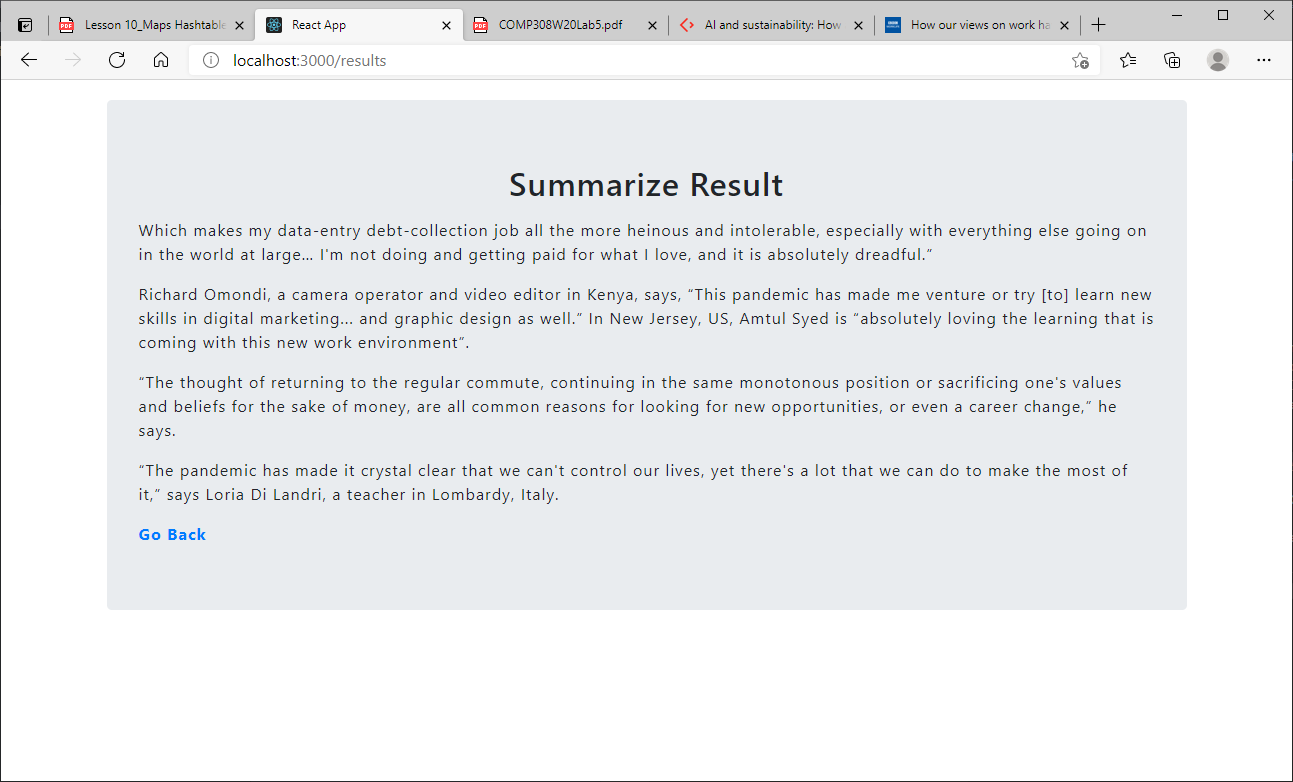 Lesson 10_Maps Hashtable
React App
COMP308W20Lab5.pdf
AI and sustainability: How
How our views on work ha
localhost:3000/results
Summarize Result
Which makes my data-entry debt-collection job all the more heinous and intolerable, especially with everything else going on
in the world at large… I'm not doing and getting paid for what I love, and it is absolutely dreadful.”
Richard Omondi, a camera operator and video editor in Kenya, says, “This pandemic has made me venture or try [to] learn new
skills in digital marketing… and graphic design as well.” In New Jersey, US, Amtul Syed is “absolutely loving the learning that is
coming with this new work environment”.
“The thought of returning to the regular commute, continuing in the same monotonous position or sacrificing one's values
and beliefs for the sake of money, are all common reasons for looking for new opportunities, or even a career change,” he
says.
“The pandemic has made it crystal clear that we can't control our lives, yet there's a lot that we can do to make the most of
it,” says Loria Di Landri, a teacher in Lombardy, Italy.
Go Back